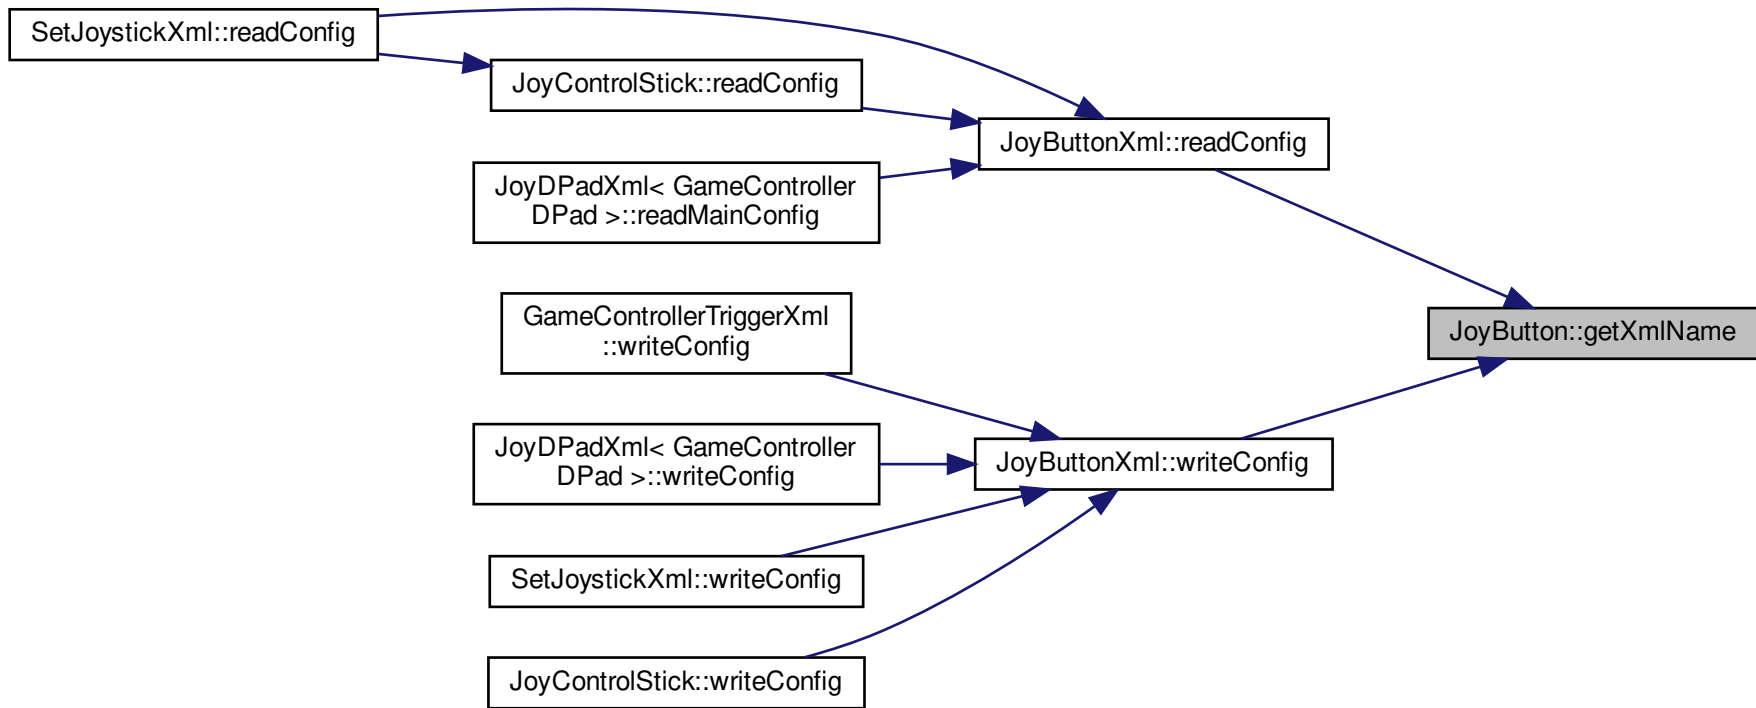 SetJoystickXml::readConfig
JoyControlStick::readConfig
JoyButtonXml::readConfig
JoyDPadXml< GameController
DPad >::readMainConfig
GameControllerTriggerXml
::writeConfig
JoyButton::getXmlName
JoyDPadXml< GameController
DPad >::writeConfig
JoyButtonXml::writeConfig
SetJoystickXml::writeConfig
JoyControlStick::writeConfig